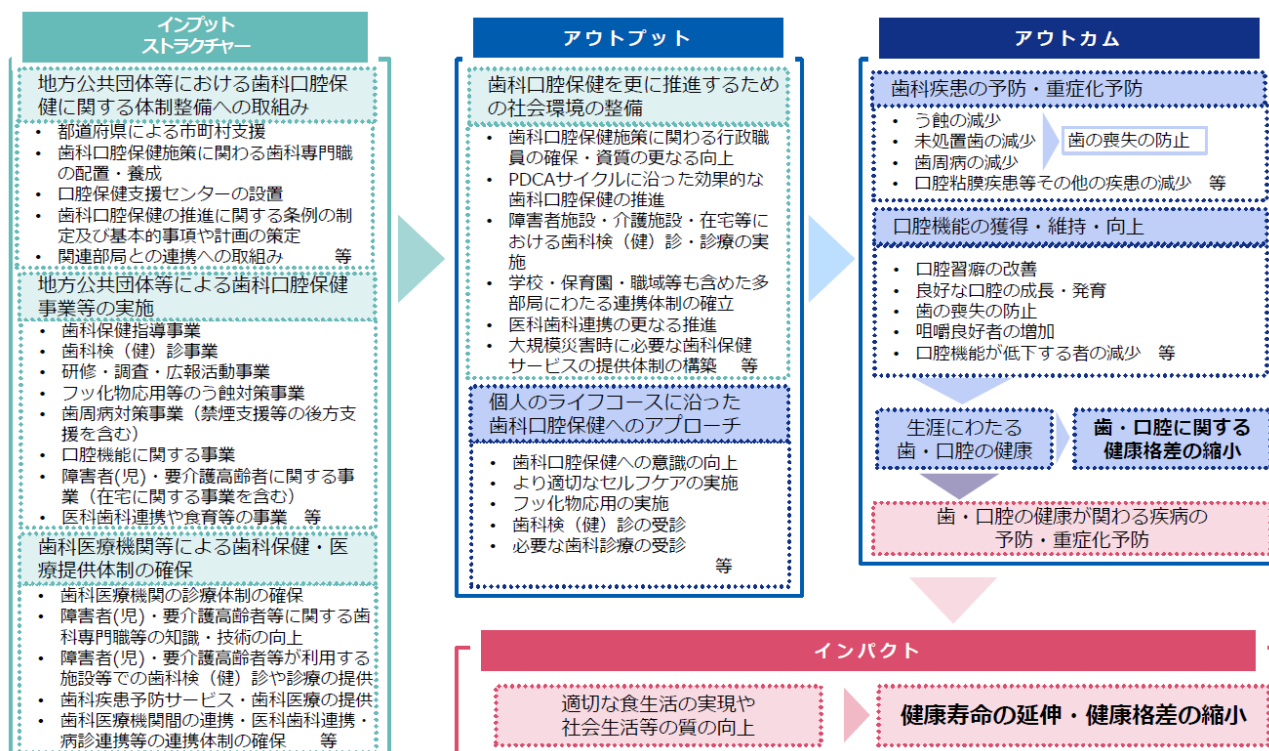 インプット
ストラクチャー
地方公共団体等における歯科口腔保
健に関する体制整備への取組み
• 都道府県による市町村支援
• 歯科口腔保健施策に関わる歯科専門職
の配置・養成
• 口腔保健支援センターの設置
• 歯科口腔保健の推進に関する条例の制
定及び基本的事項や計画の策定
• 関連部局との連携への取組み 等
地方公共団体等による歯科口腔保健
事業等の実施
• 歯科保健指導事業
• 歯科検（健）診事業
• 研修・調査・広報活動事業
• フッ化物応用等のう蝕対策事業
• 歯周病対策事業（禁煙支援等の後方支
援を含む）
• 口腔機能に関する事業
• 障害者(児)・要介護高齢者に関する事
業（在宅に関する事業を含む）
• 医科歯科連携や食育等の事業 等
歯科医療機関等による歯科保健・医
療提供体制の確保
• 歯科医療機関の診療体制の確保
• 障害者(児)・要介護高齢者等に関する歯
科専門職等の知識・技術の向上
• 障害者(児)・要介護高齢者等が利用する
施設等での歯科検（健）診や診療の提供
• 歯科疾患予防サービス・歯科医療の提供
• 歯科医療機関間の連携・医科歯科連携・
病診連携等の連携体制の確保 等
アウトプット
歯科口腔保健を更に推進するため
の社会環境の整備
• 歯科口腔保健施策に関わる行政職
員の確保・資質の更なる向上
• PDCAサイクルに沿った効果的な
歯科口腔保健の推進
• 障害者施設・介護施設・在宅等に
おける歯科検（健）診・診療の実
施
• 学校・保育園・職域等も含めた多
部局にわたる連携体制の確立
• 医科歯科連携の更なる推進
• 大規模災害時に必要な歯科保健
サービスの提供体制の構築 等
個人のライフコースに沿った
歯科口腔保健へのアプローチ
• 歯科口腔保健への意識の向上
• より適切なセルフケアの実施
• フッ化物応用の実施
• 歯科検（健）診の受診
• 必要な歯科診療の受診
等
アウトカム
歯科疾患の予防・重症化予防
• う蝕の減少
• 未処置歯の減少
• 歯周病の減少
• 口腔粘膜疾患等その他の疾患の減少 等
歯の喪失の防止
口腔機能の獲得・維持・向上
• 口腔習癖の改善
• 良好な口腔の成長・発育
• 歯の喪失の防止
• 咀嚼良好者の増加
• 口腔機能が低下する者の減少 等
生涯にわたる
歯・口腔の健康
歯・口腔に関する
健康格差の縮小
歯・口腔の健康が関わる疾病の
予防・重症化予防
インパクト
適切な食生活の実現や
社会生活等の質の向上
健康寿命の延伸・健康格差の縮小